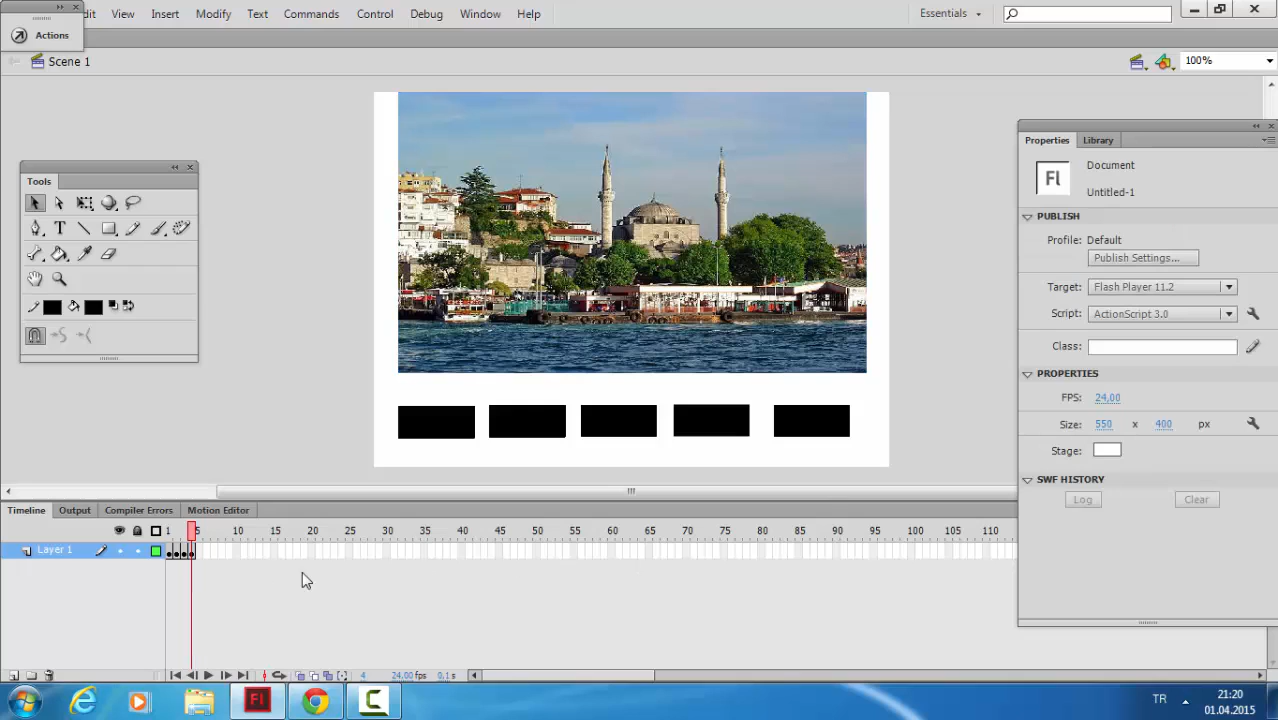 dit View Insert Modify Text Commands Control Debug Window Help Essentials
Actions
Scene 1 100%
Properties Library
Document
Fl
Untitled-1
Tools
PUBLISH
Profile: Default
Publish Settings...
Target: Flash Player 11.2
Script: ActionScript 3.0
Class:
PROPERTIES
FPS: 24,00
Size: 550 x 400 px
Stage:
SWF HISTORY
Log Clear
Timeline Output Compiler Errors Motion Editor
1 5 10 15 20 25 30 35 40 45 50 55 60 65 70 75 80 85 90 95 100 105 110
Layer 1
4 24,00 fps 0,1 s
Fl TR 21:20
01.04.2015